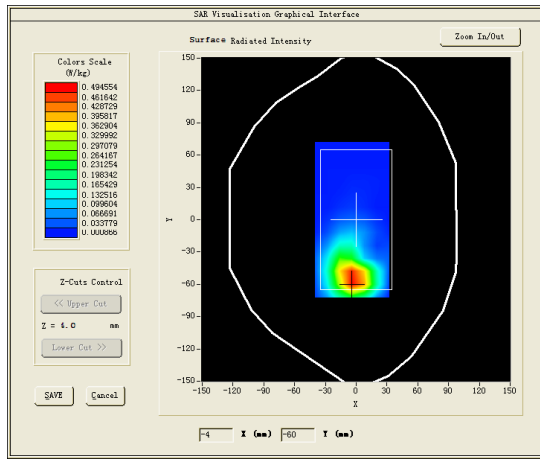 SAR Visualisation Graphical Interface
Surface Radiated Intensity
Zoom In/Out
Colors Scale
(W/kg)
0.494554
0.461642
0.428729
0.395817
0.362904
0.329992
0.297079
0.264167
0.231254
0.198342
0.165429
0.132516
0.099604
0.066691
0.033779
0.000866
Z-Cuts Control
<< Upper Cut
Z = 4.0 mm
Lower Cut >>
SAVE Cancel
150
120
90
60
30
0
-30
-60
-90
-120
-150
Y
-150 -120 -90 -60 -30 0 30 60 90 120 150
X
-4 X (mm) -60 Y (mm)